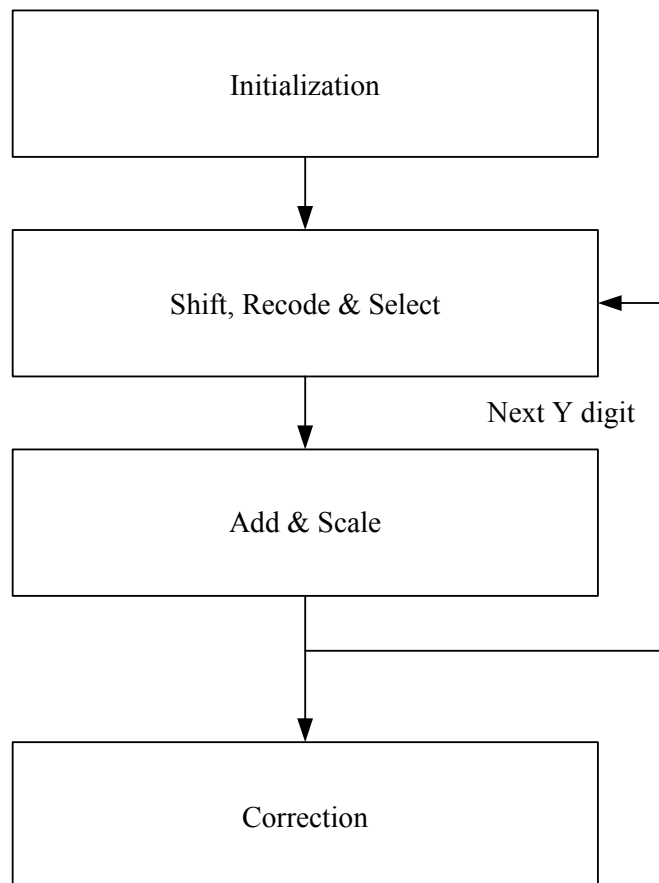 Initialization
Shift, Recode & Select
Next Y digit
Add & Scale
Correction